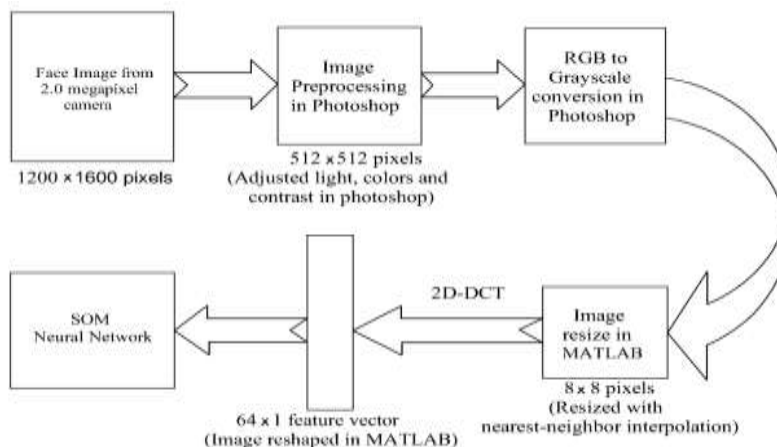 Face Image from
2.0 megapixel
camera
1200 × 1600 pixels
Image
Preprocessing
in Photoshop
512 × 512 pixels
(Adjusted light, colors and
contrast in photoshop)
RGB to
Grayscale
conversion in
Photoshop
Image
resize in
MATLAB
8 × 8 pixels
(Resized with
nearest-neighbor interpolation)
2D-DCT
64 × 1 feature vector
(Image reshaped in MATLAB)
SOM
Neural Network